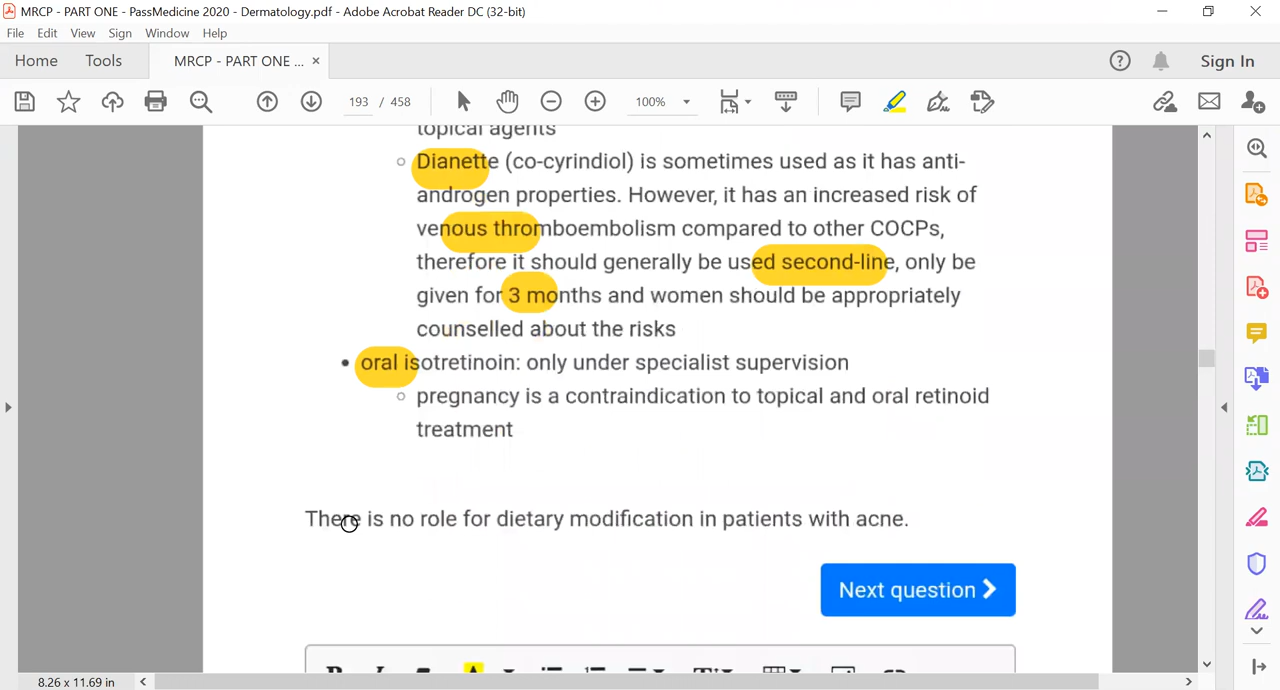 MRCP - PART ONE - PassMedicine 2020 - Dermatology.pdf - Adobe Acrobat Reader DC (32-bit)
File Edit View Sign Window Help
Home Tools MRCP - PART ONE ... × Sign In
193 / 458 100%
topical agents
Dianette (co-cyrindiol) is sometimes used as it has anti-
androgen properties. However, it has an increased risk of
venous thromboembolism compared to other COCPs,
therefore it should generally be used second-line, only be
given for 3 months and women should be appropriately
counselled about the risks
• oral isotretinoin: only under specialist supervision
pregnancy is a contraindication to topical and oral retinoid
treatment
There is no role for dietary modification in patients with acne.
Next question
8.26 x 11.69 in